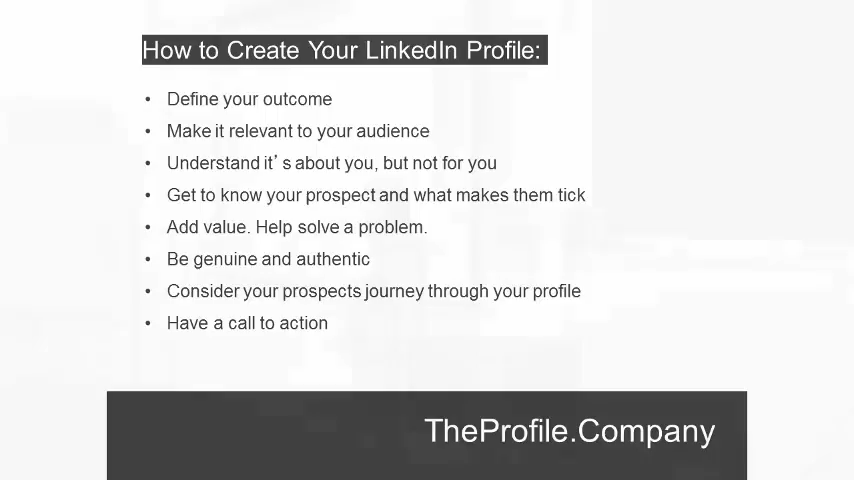 How to Create Your LinkedIn Profile:
• Define your outcome
• Make it relevant to your audience
• Understand it’s about you, but not for you
• Get to know your prospect and what makes them tick
• Add value. Help solve a problem.
• Be genuine and authentic
• Consider your prospects journey through your profile
• Have a call to action
TheProfile.Company